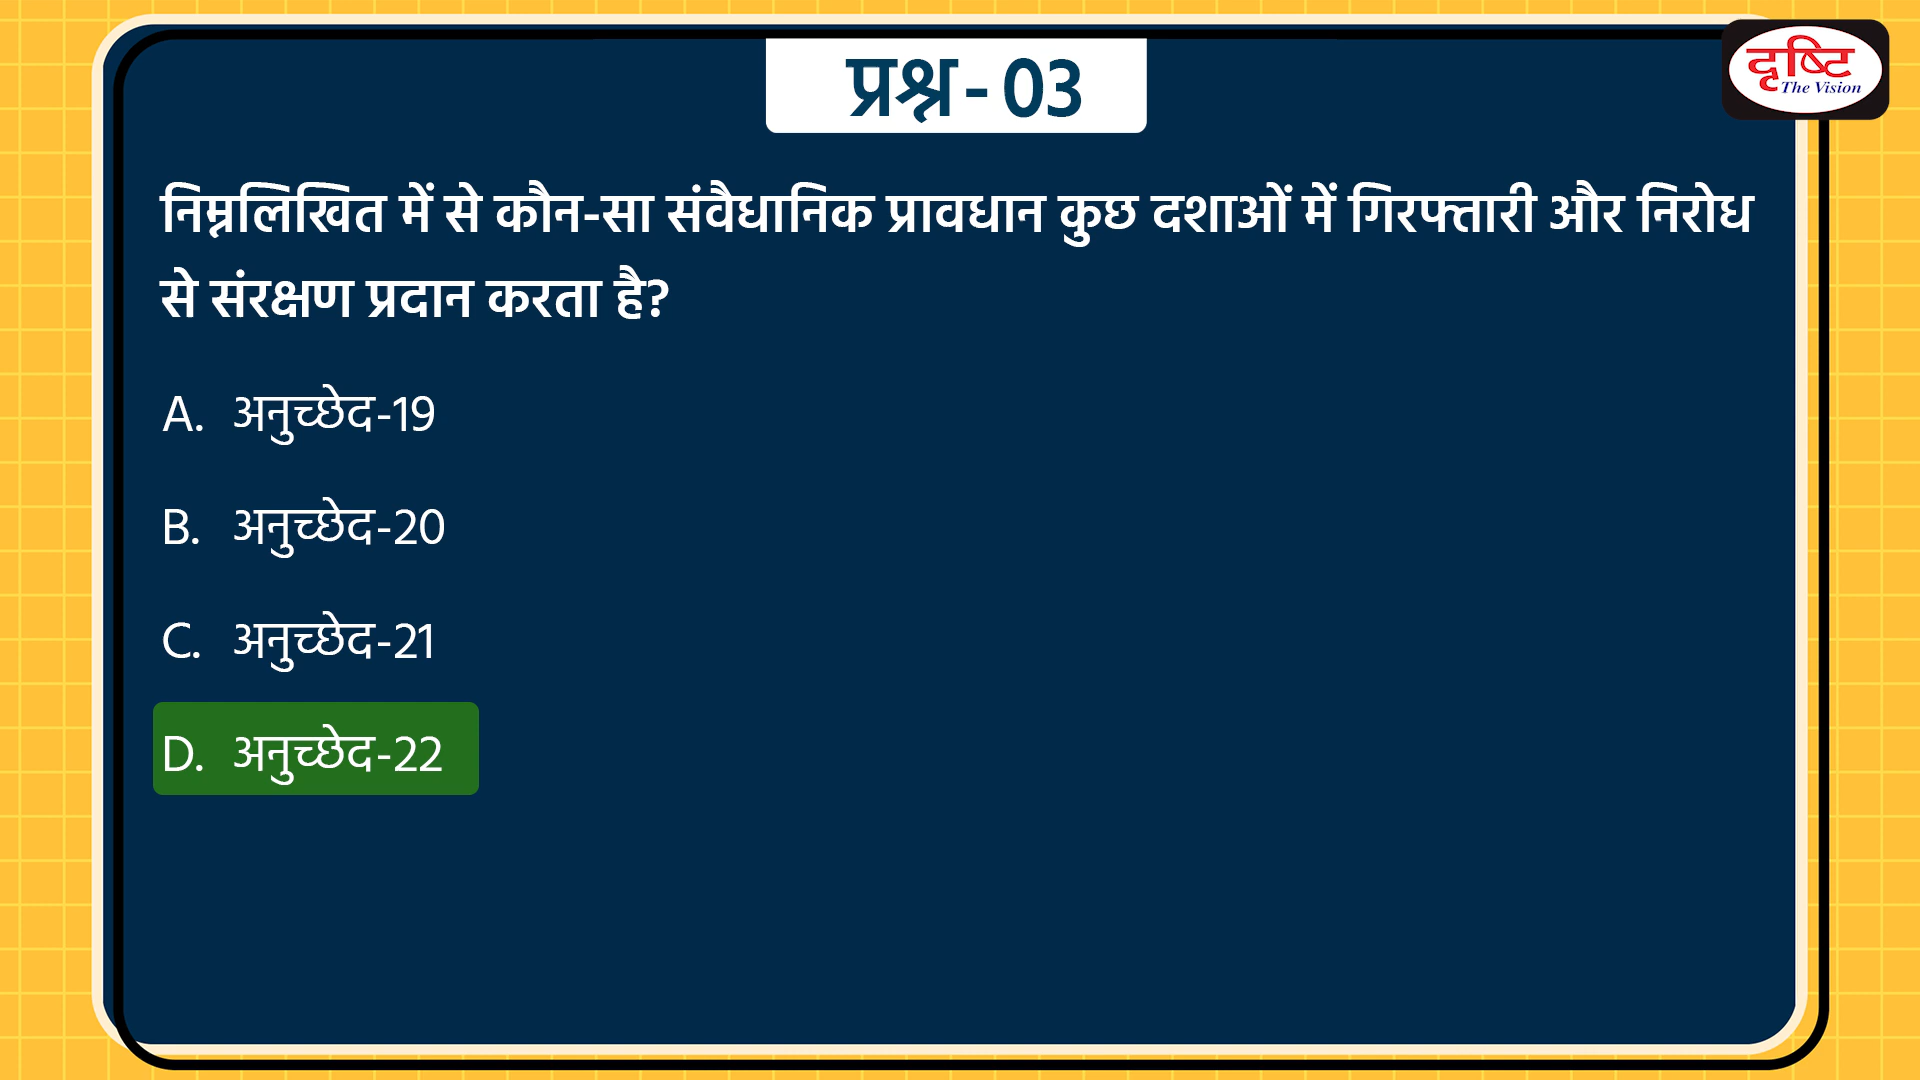 प्रश्न - 03
दृष्टि
The Vision
निम्नलिखित में से कौन-सा संवैधानिक प्रावधान कुछ दशाओं में गिरफ्तारी और निरोध
से संरक्षण प्रदान करता है?
A. अनुच्छेद-19
B. अनुच्छेद-20
C. अनुच्छेद-21
D. अनुच्छेद-22